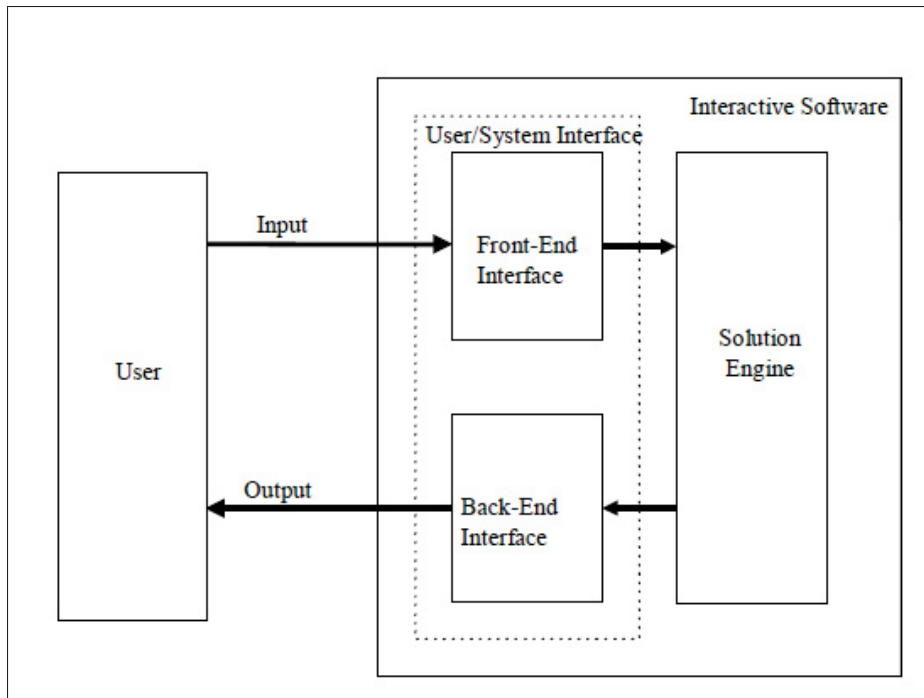 Interactive Software
User/System Interface
Input
Front-End
Interface
Solution
Engine
User
Output
Back-End
Interface